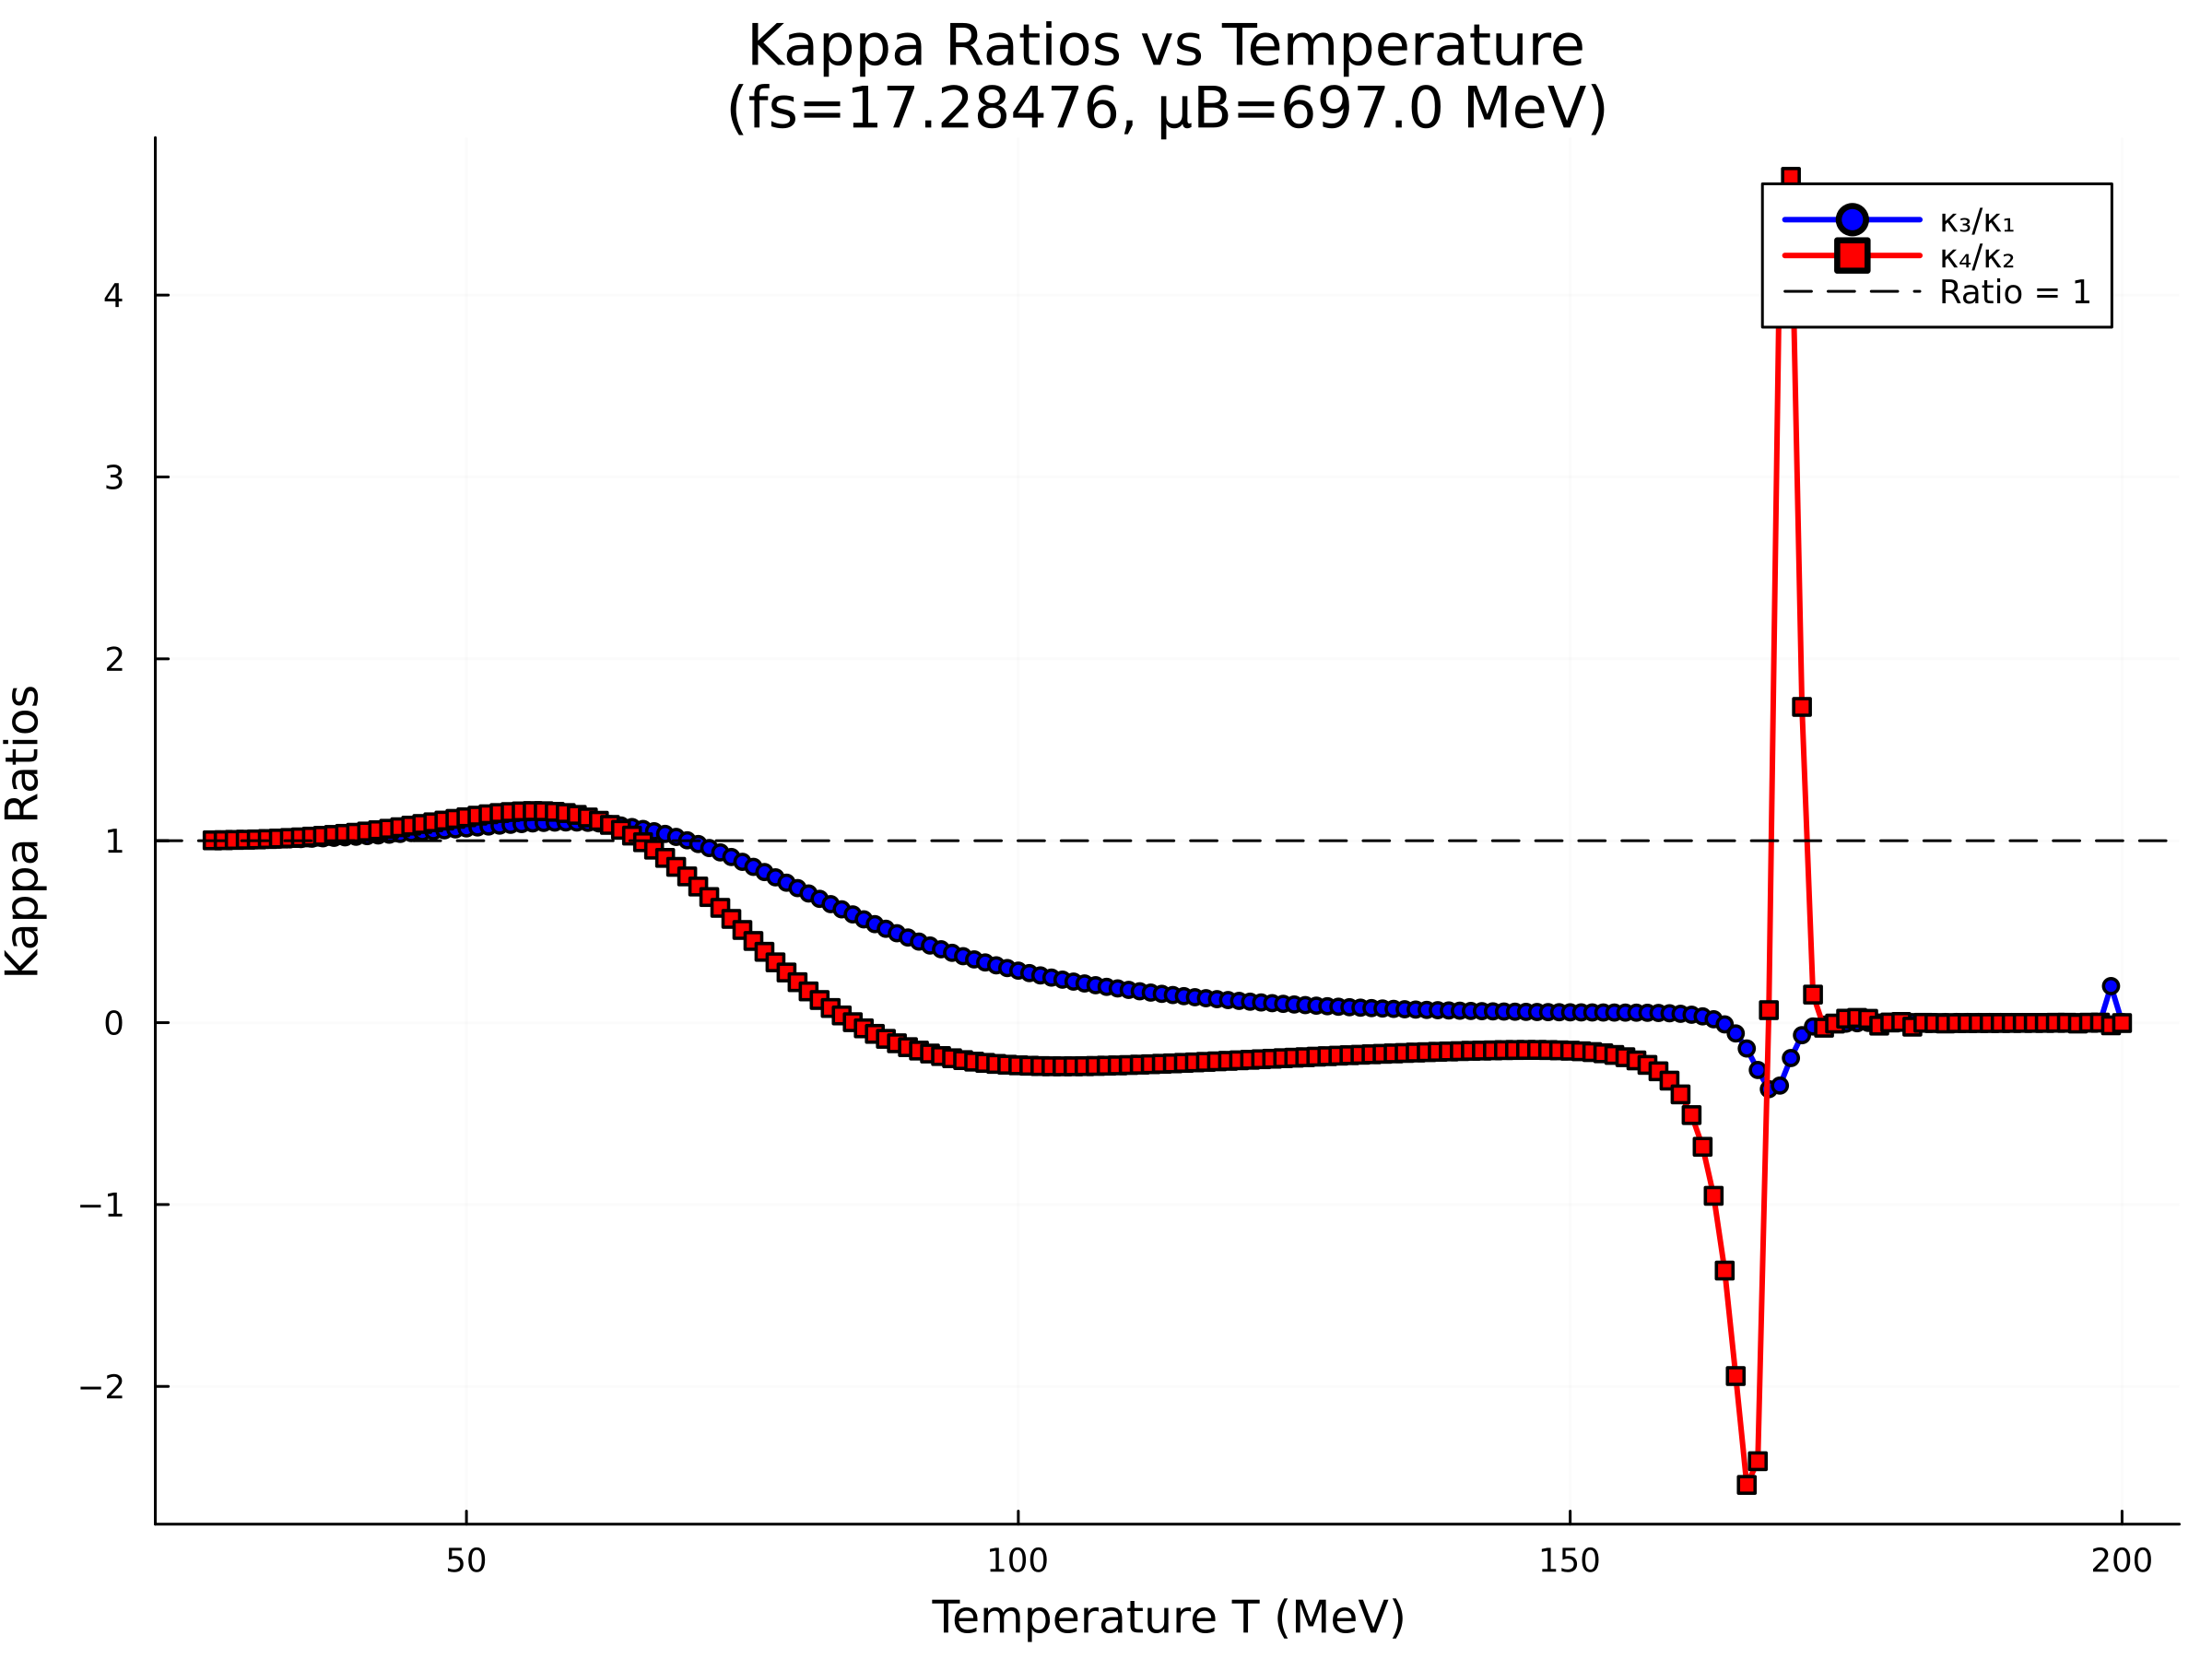 Kappa Ratios vs Temperature
(fs=17.28476, μB=697.0 MeV)
κ₃/κ₁
κ₄/κ₂
Ratio = 1
Kappa Ratios
4
3
2
1
0
−1
−2
50
100
150
200
Temperature T (MeV)